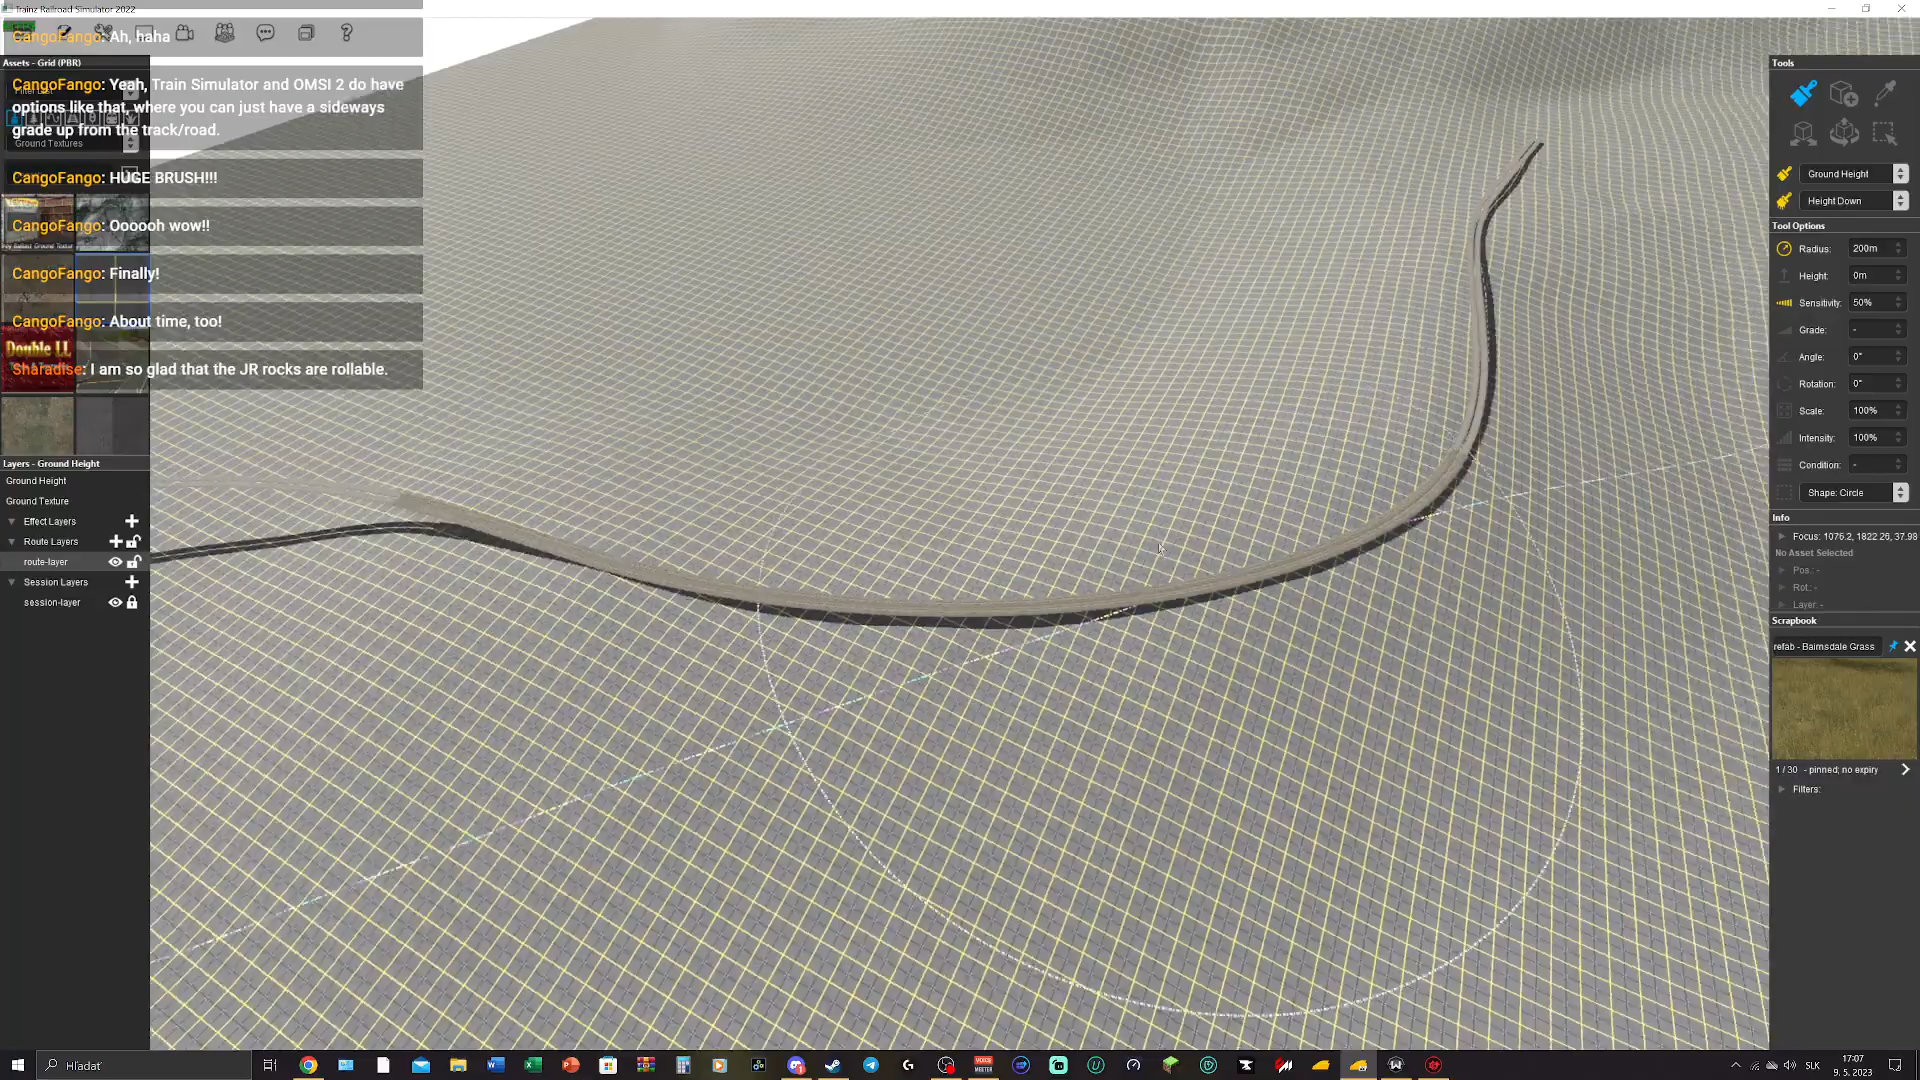 Trainz Railroad Simulator 2022
CangoFango: Ah, haha
Assets - Grid (PBR)
CangoFango: Yeah, Train Simulator and OMSI 2 do have
options like that, where you can just have a sideways
grade up from the track/road.
Ground Textures
CangoFango: HUGE BRUSH!!!
CangoFango: Oooooh wow!!
CangoFango: Finally!
CangoFango: About time, too!
Double LL
Sharadise: I am so glad that the JR rocks are rollable.
Layers - Ground Height
Ground Height
Ground Texture
Effect Layers
Route Layers
route-layer
Session Layers
session-layer
Tools
Ground Height
Height Down
Tool Options
Radius: 200m
Height: 0m
Sensitivity: 50%
Grade: -
Angle: 0°
Rotation: 0°
Scale: 100%
Intensity: 100%
Condition: -
Shape: Circle
Info
Focus: 1076.2, 1822.26, 37.98
No Asset Selected
Pos.: -
Rot.: -
Layer: -
Scrapbook
refab - Bairnsdale Grass
1 / 30 - pinned; no expiry
Filters:
Hľadať
VOICE
MEETER
SLK
17:07
9. 5. 2023